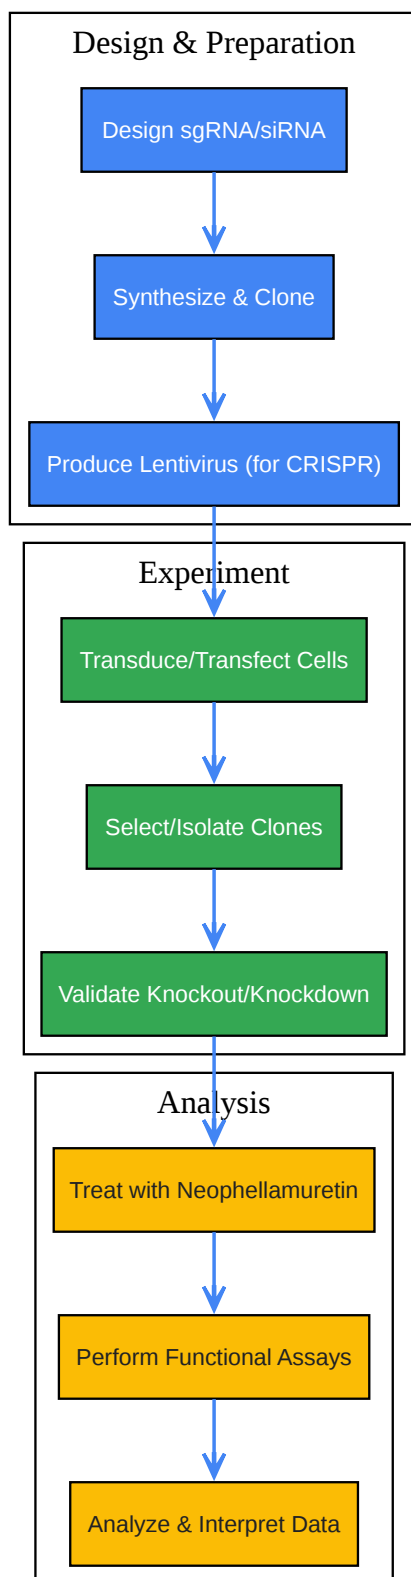 Design & Preparation
Design sgRNA/siRNA
Synthesize & Clone
Produce Lentivirus (for CRISPR)
Experiment
Transduce/Transfect Cells
Select/Isolate Clones
Validate Knockout/Knockdown
Analysis
Treat with Neophellamuretin
Perform Functional Assays
Analyze & Interpret Data